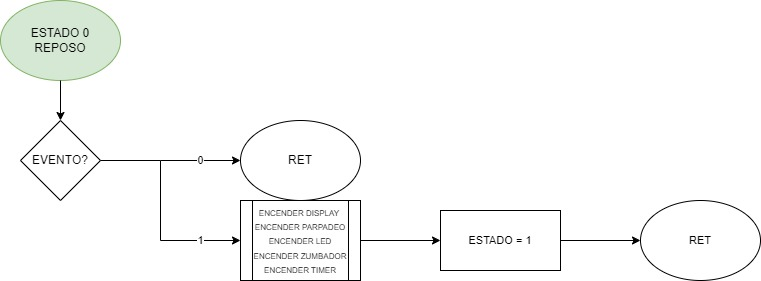 ESTADO 0
REPOSO
EVENTO?
0
RET
1
ENCENDER DISPLAY
ENCENDER PARPADEO
ENCENDER LED
ENCENDER ZUMBADOR
ENCENDER TIMER
ESTADO = 1
RET